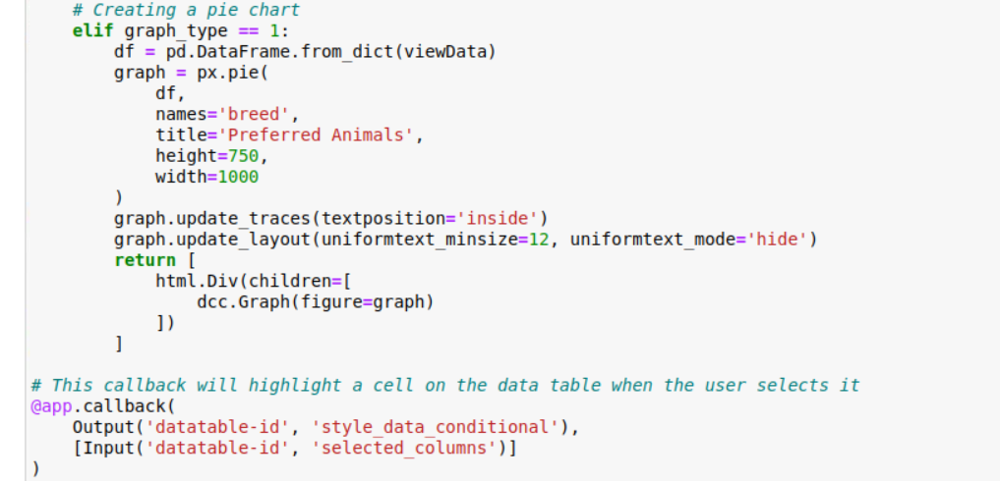 # Creating a pie chart
elif graph_type == 1:
df = pd.DataFrame.from_dict(viewData)
graph = px.pie(
df,
names='breed',
title='Preferred Animals',
height=750,
width=1000
)
graph.update_traces(textposition='inside')
graph.update_layout(uniformtext_minsize=12, uniformtext_mode='hide')
return [
html.Div(children=[
dcc.Graph(figure=graph)
])
]
# This callback will highlight a cell on the data table when the user selects it
@app.callback(
Output('datatable-id', 'style_data_conditional'),
[Input('datatable-id', 'selected_columns')]
)